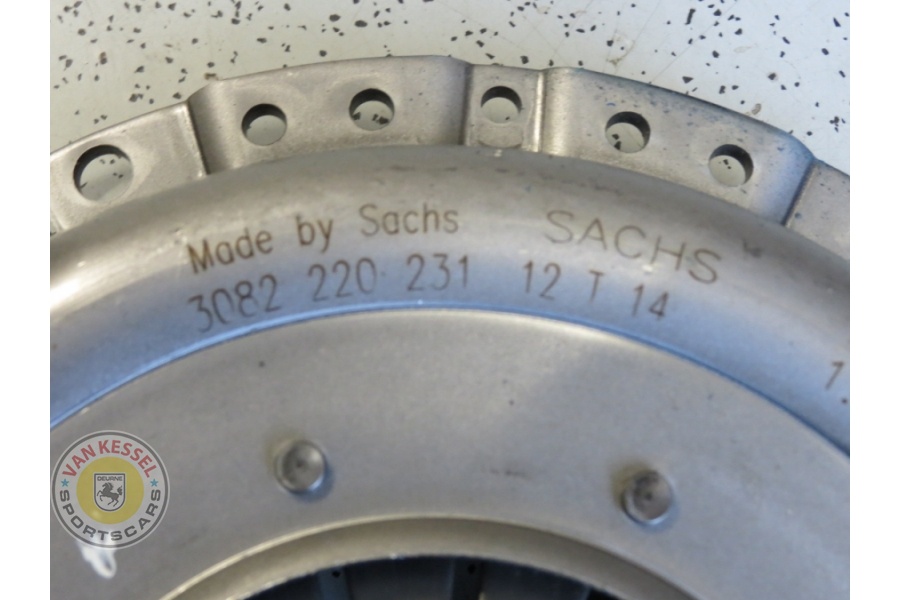 Made by Sachs SACHS
3082 220 231 12 T 14
VAN KESSEL
DEURNE
SPORTSCARS